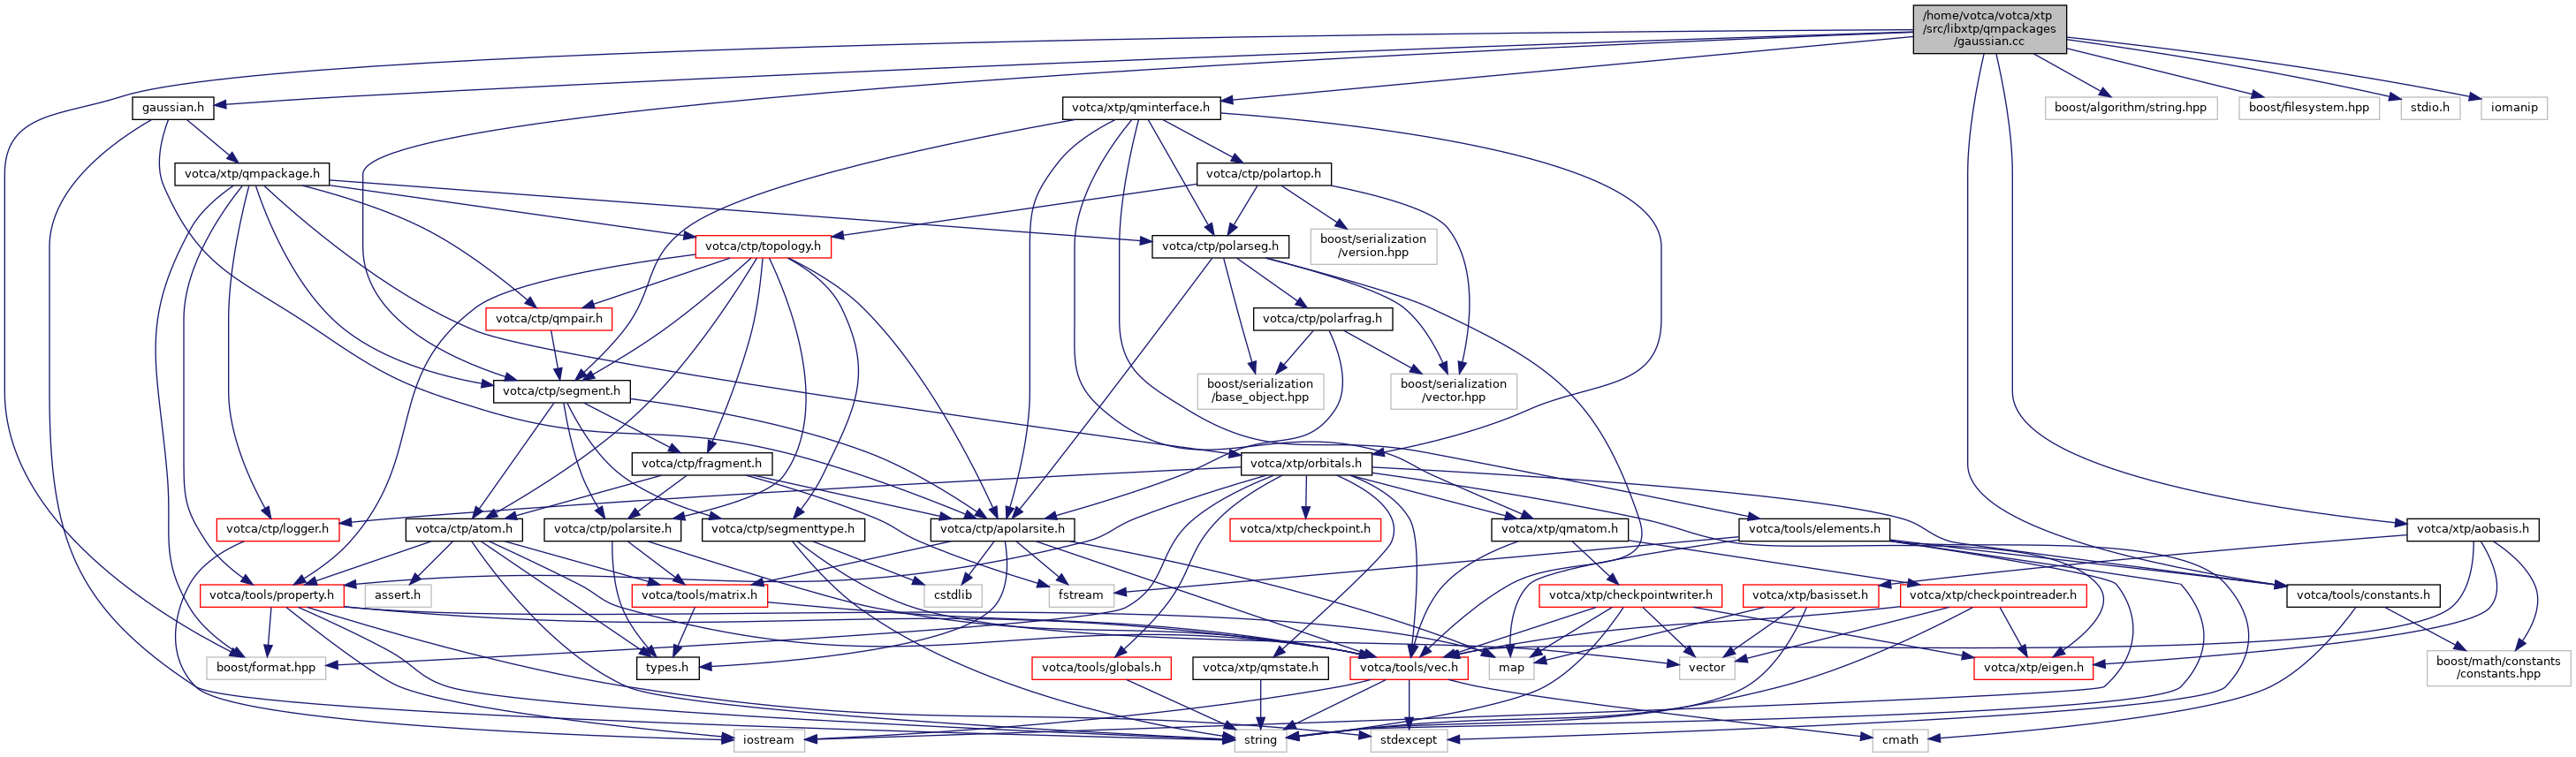 /home/votca/votca/xtp
/src/libxtp/qmpackages
/gaussian.cc
gaussian.h
votca/xtp/qminterface.h
boost/algorithm/string.hpp
boost/filesystem.hpp
stdio.h
iomanip
votca/xtp/qmpackage.h
votca/ctp/polartop.h
votca/ctp/topology.h
votca/ctp/polarseg.h
boost/serialization
/version.hpp
votca/ctp/qmpair.h
votca/ctp/polarfrag.h
votca/ctp/segment.h
boost/serialization
/base_object.hpp
boost/serialization
/vector.hpp
votca/ctp/fragment.h
votca/xtp/orbitals.h
votca/ctp/logger.h
votca/ctp/atom.h
votca/ctp/polarsite.h
votca/ctp/segmenttype.h
votca/ctp/apolarsite.h
votca/xtp/checkpoint.h
votca/xtp/qmatom.h
votca/tools/elements.h
votca/xtp/aobasis.h
votca/tools/property.h
assert.h
votca/tools/matrix.h
cstdlib
fstream
votca/xtp/checkpointwriter.h
votca/xtp/basisset.h
votca/xtp/checkpointreader.h
votca/tools/constants.h
boost/format.hpp
types.h
votca/tools/globals.h
votca/xtp/qmstate.h
votca/tools/vec.h
map
vector
votca/xtp/eigen.h
boost/math/constants
/constants.hpp
iostream
string
stdexcept
cmath